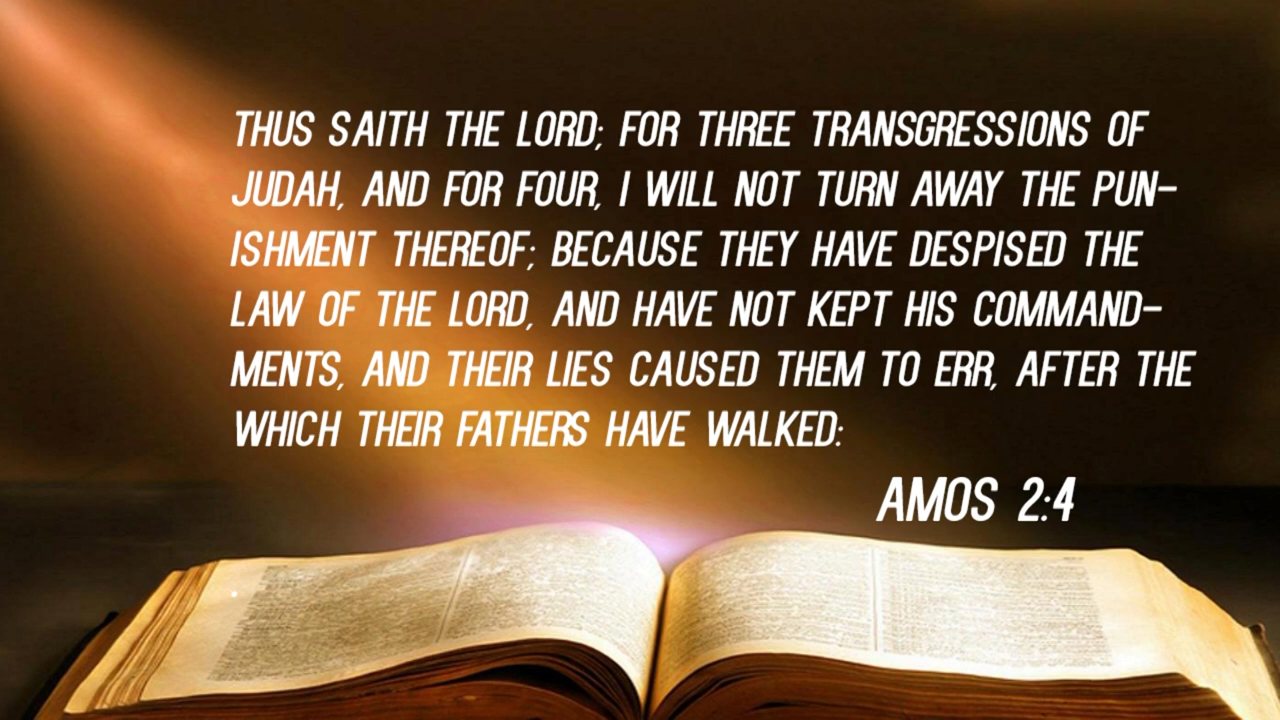 THUS SAITH THE LORD; FOR THREE TRANSGRESSIONS OF
JUDAH, AND FOR FOUR, I WILL NOT TURN AWAY THE PUN-
ISHMENT THEREOF; BECAUSE THEY HAVE DESPISED THE
LAW OF THE LORD, AND HAVE NOT KEPT HIS COMMAND-
MENTS, AND THEIR LIES CAUSED THEM TO ERR, AFTER THE
WHICH THEIR FATHERS HAVE WALKED:
AMOS 2:4